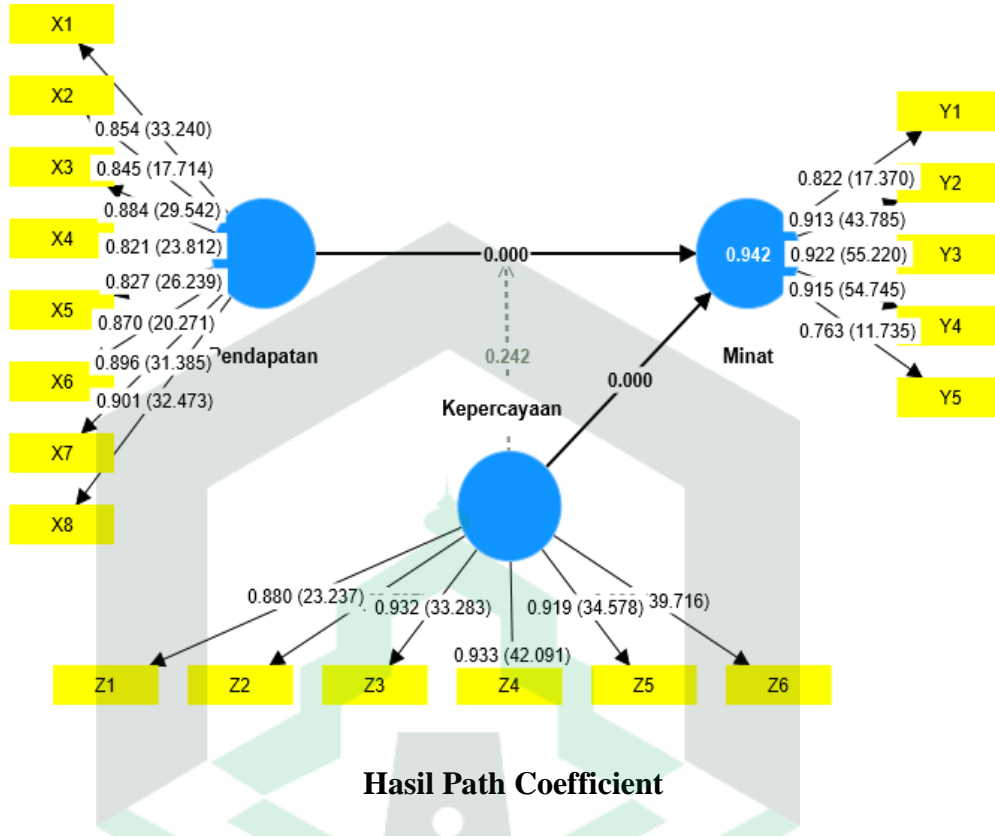 X1
X2
X3
X4
X5
X6
X7
X8
0.854 (33.240)
0.845 (17.714)
0.884 (29.542)
0.821 (23.812)
0.827 (26.239)
0.870 (20.271)
0.896 (31.385)
0.901 (32.473)
Pendapatan
0.000
0.242
0.000
Kepercayaan
0.942
Minat
0.822 (17.370)
0.913 (43.785)
0.922 (55.220)
0.915 (54.745)
0.763 (11.735)
Y1
Y2
Y3
Y4
Y5
0.880 (23.237)
0.932 (33.283)
0.933 (42.091)
0.919 (34.578)
39.716)
Z1
Z2
Z3
Z4
Z5
Z6
Hasil Path Coefficient